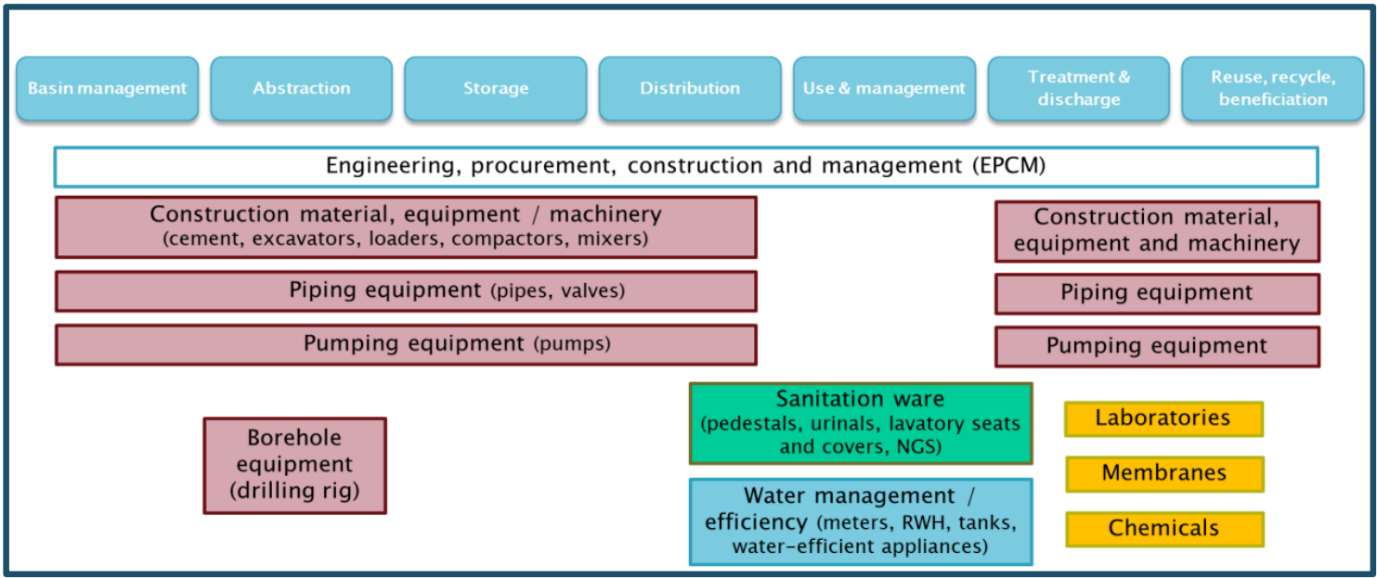 Basin management
Abstraction
Storage
Distribution
Use & management
Treatment &
discharge
Reuse, recycle,
beneficiation
Engineering, procurement, construction and management (EPCM)
Construction material, equipment / machinery
(cement, excavators, loaders, compactors, mixers)
Construction material,
equipment and machinery
Piping equipment (pipes, valves)
Piping equipment
Pumping equipment (pumps)
Pumping equipment
Borehole
equipment
(drilling rig)
Sanitation ware
(pedestals, urinals, lavatory seats
and covers, NGS)
Water management /
efficiency (meters, RWH, tanks,
water-efficient appliances)
Laboratories
Membranes
Chemicals